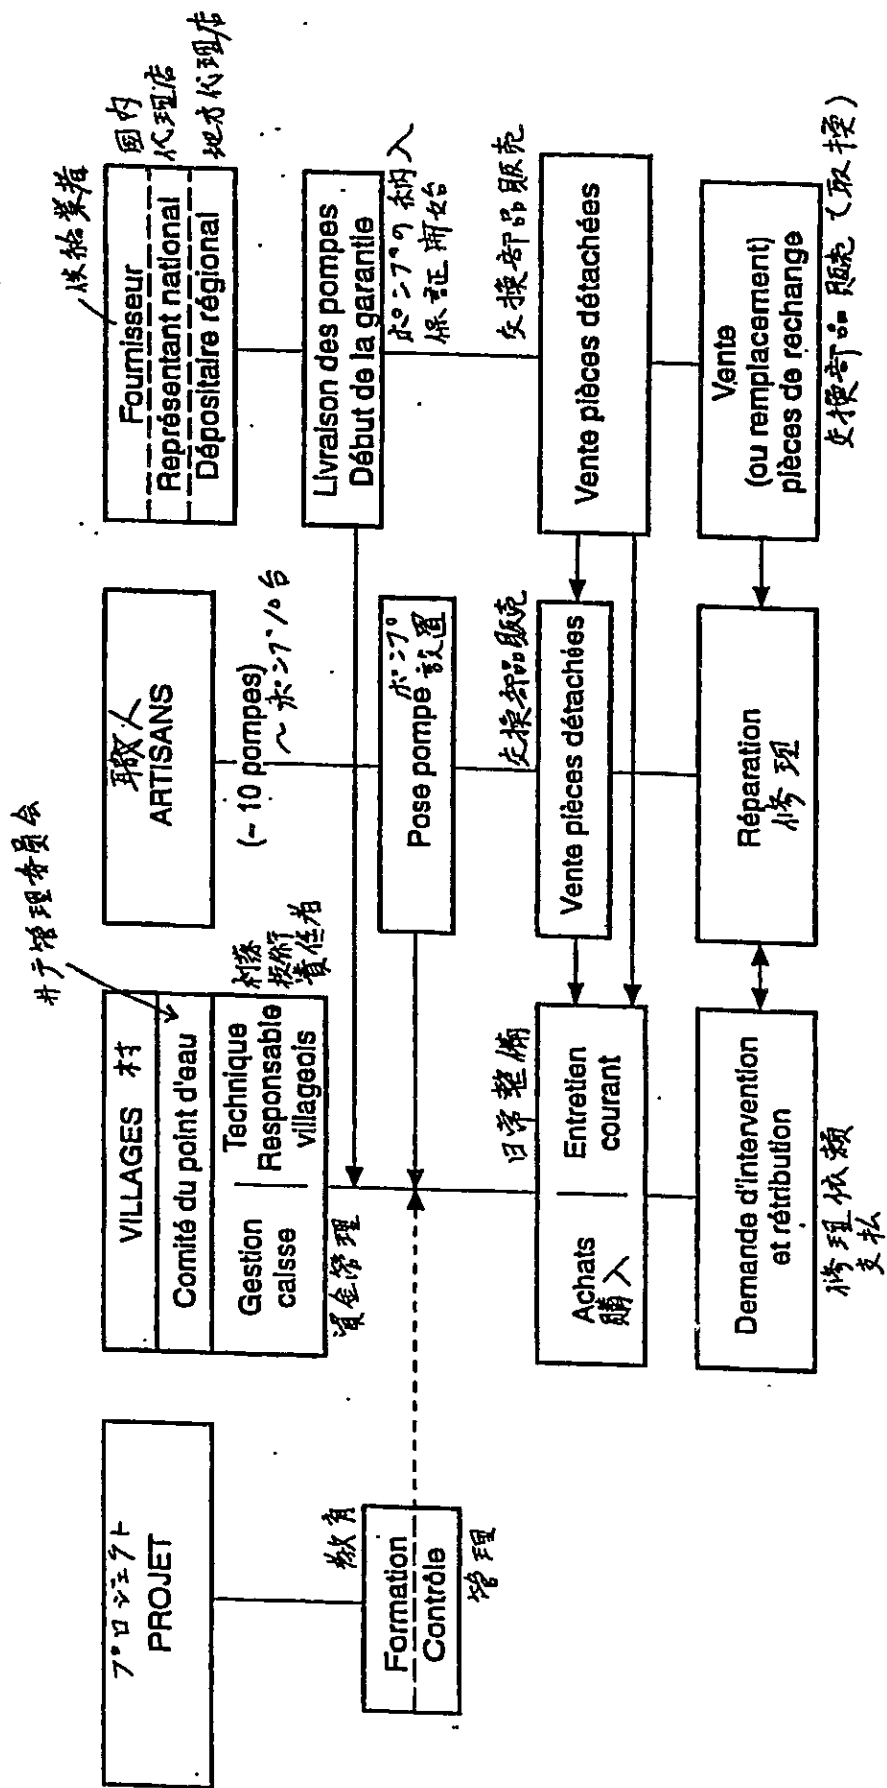 プロジェクト
PROJET
教育
Formation
Contrôle
管理
井戸管理委員会
VILLAGES 村
Comité du point d'eau
Gestion
caisse
資金管理
Technique
Responsable
villageois
村落
技術
責任者
日常整備
Achats
購入
Entretien
courant
Demande d'intervention
et rétribution
修理依頼
支払
職人
ARTISANS
(~ 10 pompes)
~ ポンプ10台
Pose pompe
ポンプ
設置
交換部品販売
Vente pièces détachées
Réparation
修理
供給業者
Fournisseur
Représentant national
Dépositaire régional
国内
代理店
地方代理店
Livraison des pompes
Début de la garantie
ポンプの納入
保証開始
交換部品販売
Vente pièces détachées
Vente
(ou remplacement)
pièces de rechange
交換部品販売(取換)